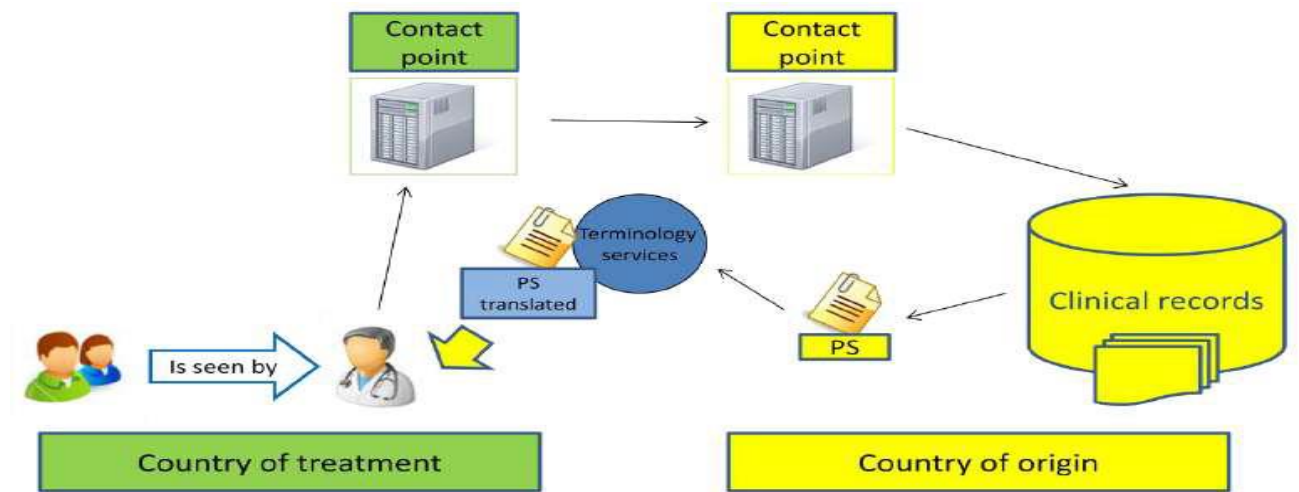 Contact
point
Contact
point
Terminology
services
PS
translated
Clinical records
PS
Is seen by
Country of treatment
Country of origin